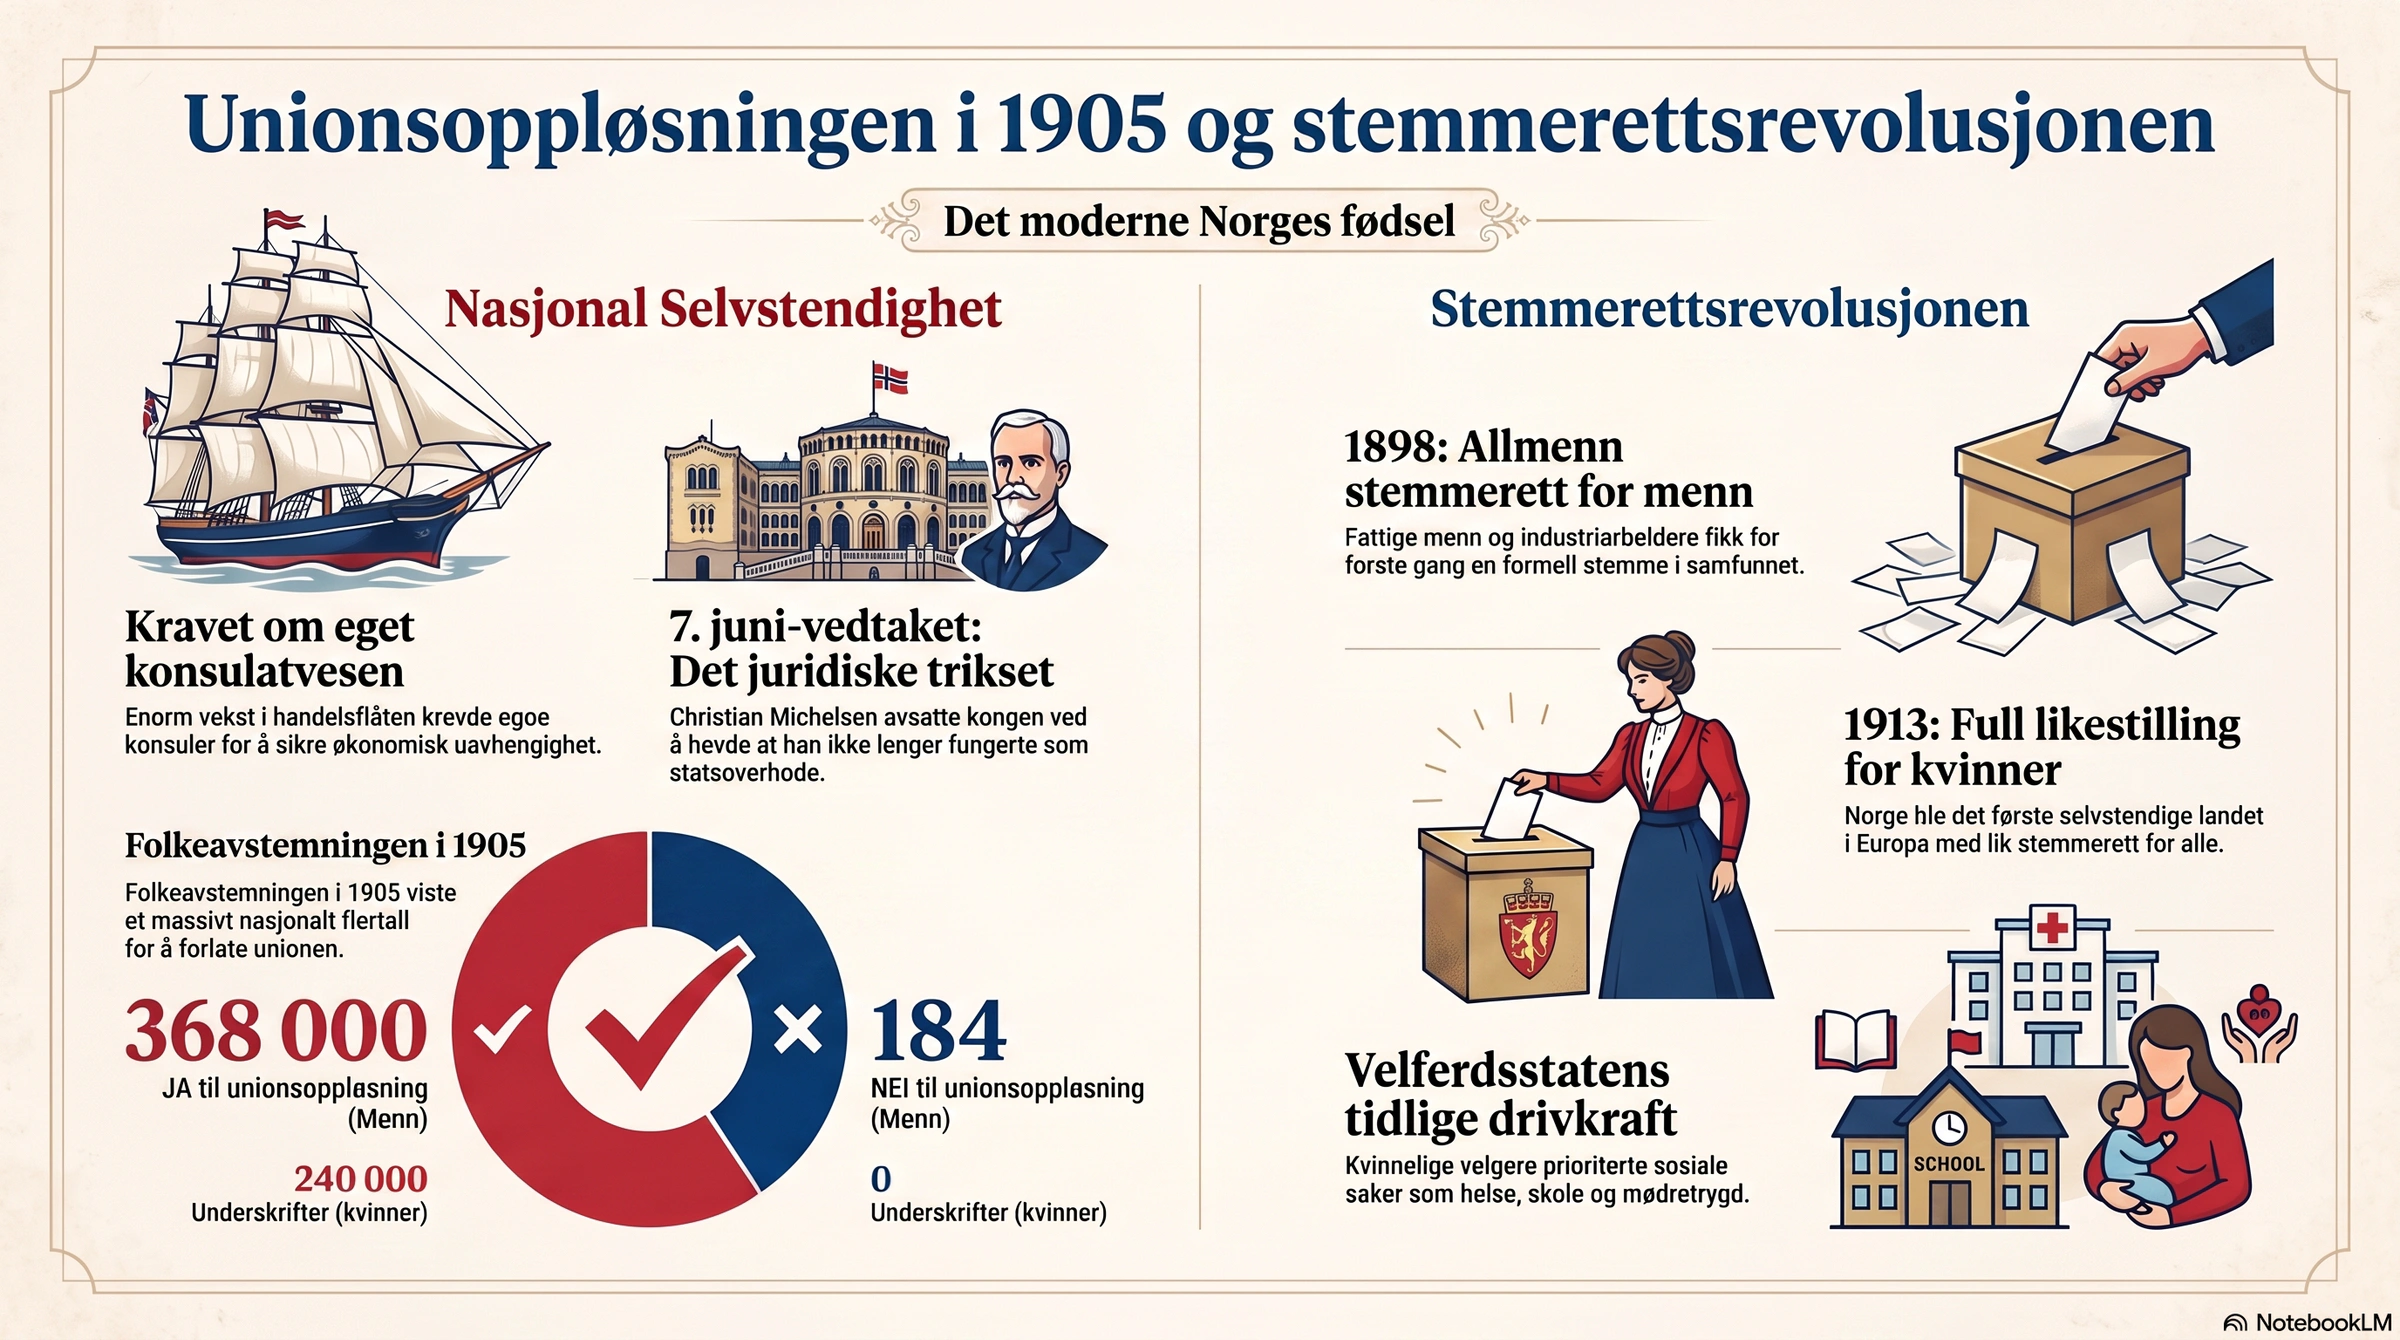 Unionsoppløsningen i 1905 og stemmerettsrevolusjonen
Det moderne Norges fødsel
Nasjonal Selvstendighet
Kravet om eget
konsulatvesen
Enorm vekst i handelsflåten krevde egoe
konsuler for å sikre økonomisk uavhengighet.
7. juni-vedtaket:
Det juridiske trikset
Christian Michelsen avsatte kongen ved
å hevde at han ikke lenger fungerte som
statsoverhode.
Folkeavstemningen i 1905
Folkeavstemningen i 1905 viste
et massivt nasjonalt flertall
for å forlate unionen.
368 000
JA til unionsoppløsning
(Menn)
240 000
Underskrifter (kvinner)
184
NEI til unionsoppløsning
(Menn)
0
Underskrifter (kvinner)
Stemmerettsrevolusjonen
1898: Allmenn
stemmerett for menn
Fattige menn og industriarbeldere fikk for
forste gang en formell stemme i samfunnet.
1913: Full likestilling
for kvinner
Norge hle det første selvstendige landet
i Europa med lik stemmerett for alle.
Velferdsstatens
tidlige drivkraft
Kvinnelige velgere prioriterte sosiale
saker som helse, skole og mødretrygd.
SCHOOL
NotebookLM